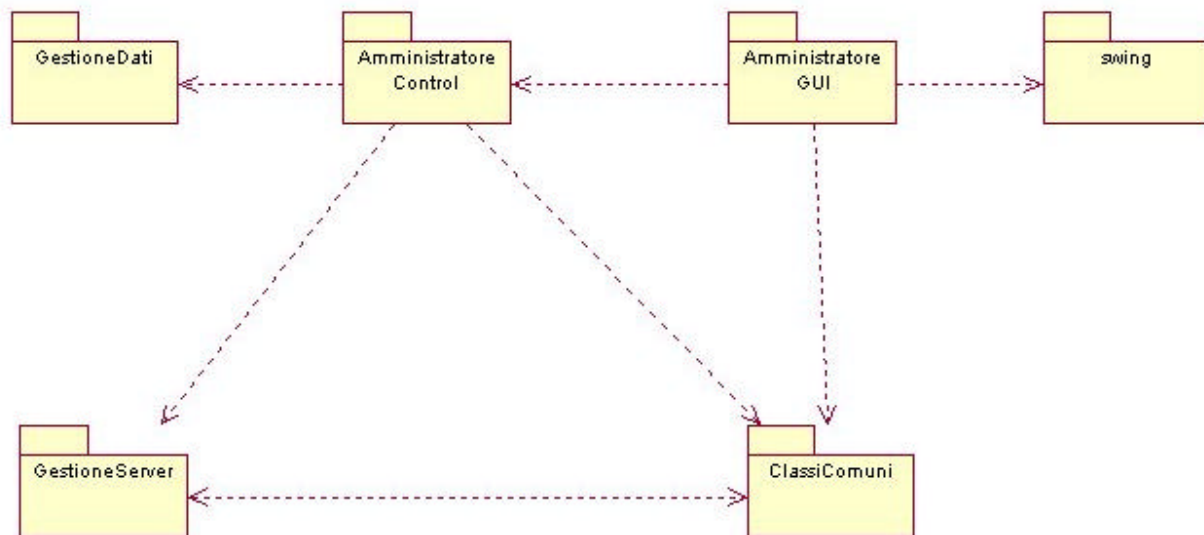 GestioneDati
Amministratore
Control
Amministratore
GUI
swing
GestioneServer
ClassiComuni